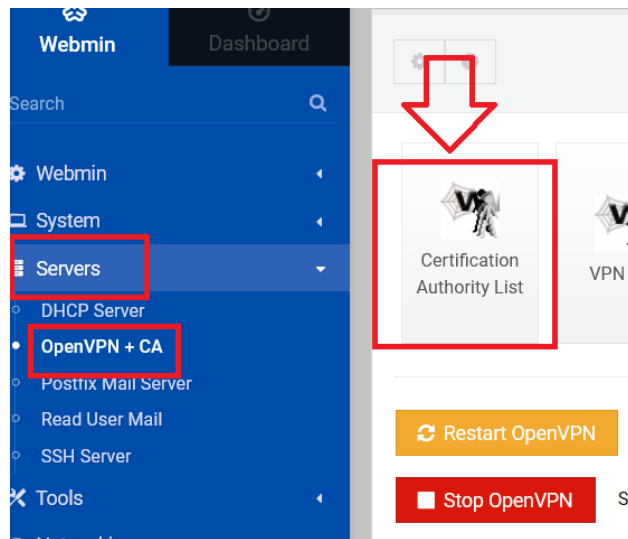 Webmin
Dashboard
Search
Webmin
System
Servers
DHCP Server
OpenVPN + CA
Postfix Mail Server
Read User Mail
SSH Server
Tools
Certification
Authority List
VPN
Restart OpenVPN
Stop OpenVPN
S